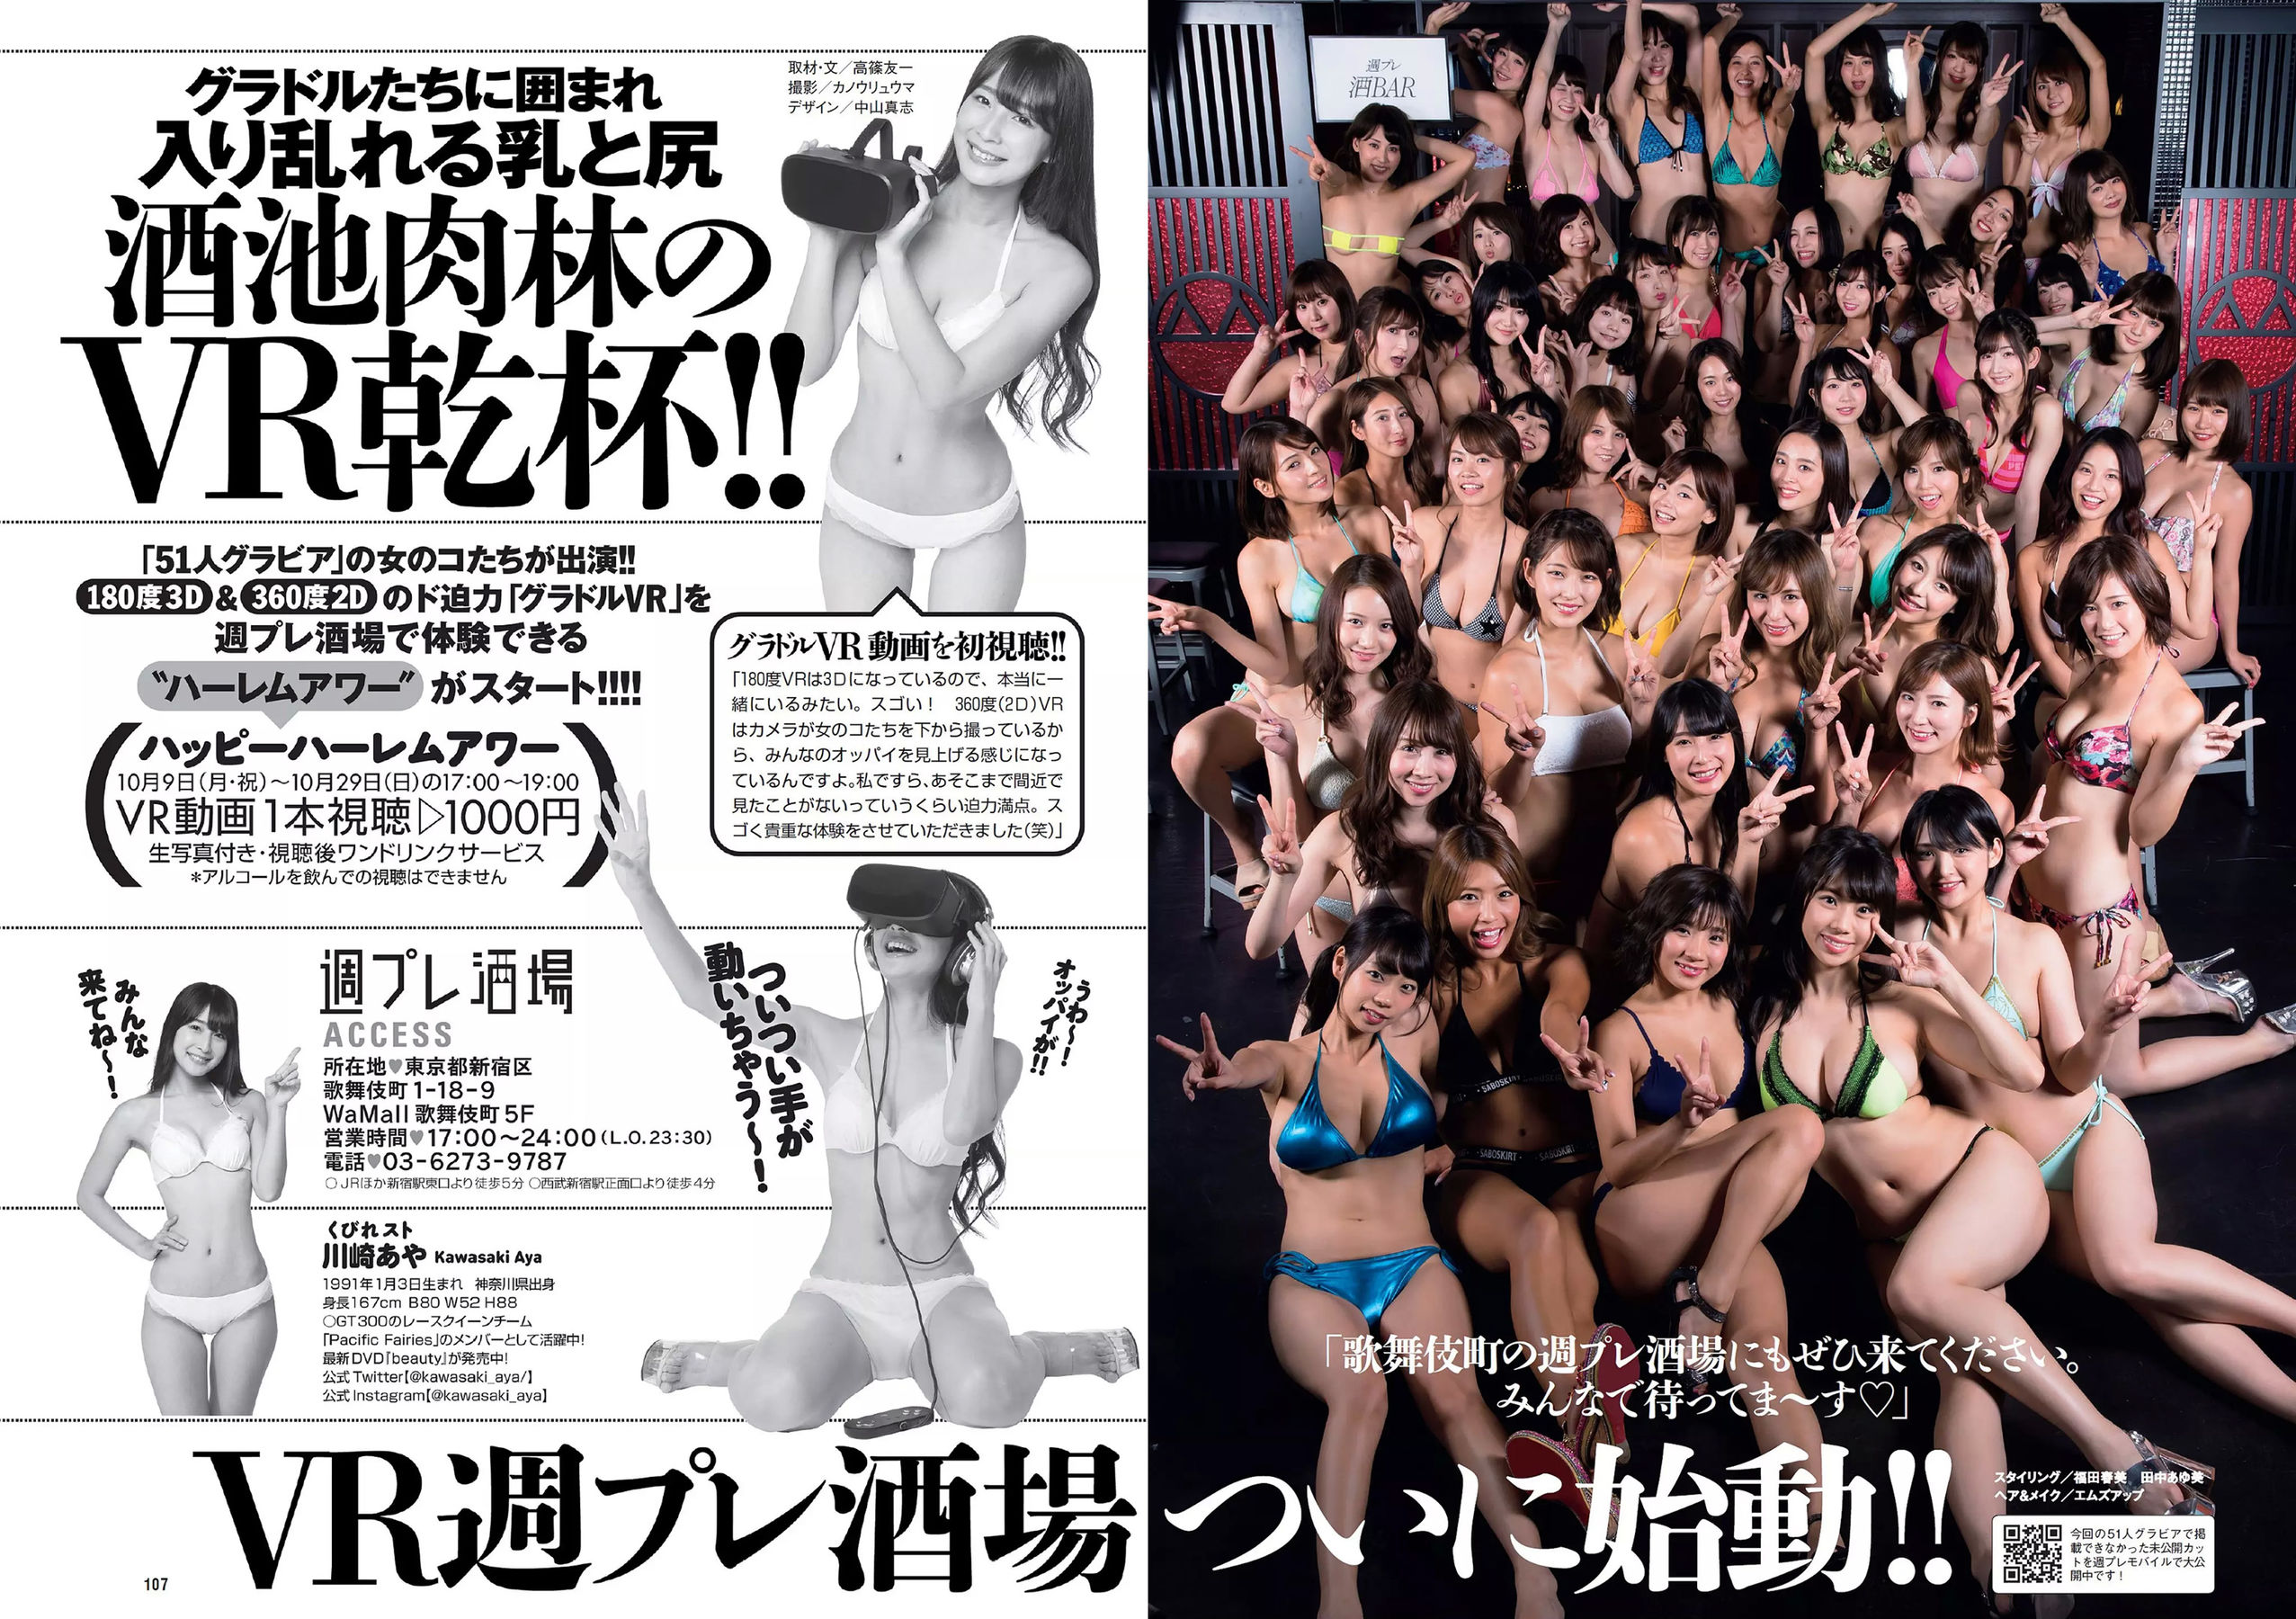 取材・文／高篠友一
撮影／カノウリュウマ
デザイン／中山真志
グラドルたちに囲まれ
入り乱れる乳と尻
酒池肉林の
VR乾杯!!
「51人グラビア」の女のコたちが出演!!
180度3D & 360度2D のド迫力「グラドルVR」を
週プレ酒場で体験できる
"ハーレムアワー" がスタート!!!!
ハッピーハーレムアワー
10月9日(月・祝)〜10月29日(日)の17:00〜19:00
VR動画1本視聴▷1000円
生写真付き・視聴後ワンドリンクサービス
*アルコールを飲んでの視聴はできません
グラドルVR動画を初視聴!!
「180度VRは3Dになっているので、本当に一
緒にいるみたい。スゴい！　360度(2D)VR
はカメラが女のコたちを下から撮っているか
ら、みんなのオッパイを見上げる感じになっ
ているんですよ。私ですら、あそこまで間近で
見たことがないっていうくらい迫力満点。ス
ゴく貴重な体験をさせていただきました(笑)」
みんな
来てね〜！
週プレ酒場
ACCESS
所在地♥東京都新宿区
歌舞伎町1-18-9
WaMall 歌舞伎町5F
営業時間♥17:00〜24:00(L.O.23:30)
電話♥03-6273-9787
○JRほか新宿駅東口より徒歩5分 ○西武新宿駅正面口より徒歩4分
ついつい手が
動いちゃう〜！
うわ〜！
オッパイが!!
くびれスト
川崎あや Kawasaki Aya
1991年1月3日生まれ　神奈川県出身
身長167cm B80 W52 H88
○GT300のレースクイーンチーム
「Pacific Fairies」のメンバーとして活躍中！
最新DVD『beauty』が発売中！
公式Twitter【@kawasaki_aya/】
公式Instagram【@kawasaki_aya】
VR週プレ酒場
107
週プレ
酒BAR
SABOSKIRT
SABOSKIRT
SABOSKIRT
「歌舞伎町の週プレ酒場にもぜひ来てください。
みんなで待ってま〜す♡」
ついに始動!!
スタイリング／福田春美　田中あゆ美
ヘア&メイク／エムズアップ
今回の51人グラビアで掲
載できなかった未公開カッ
トを週プレモバイルで大公
開中です！